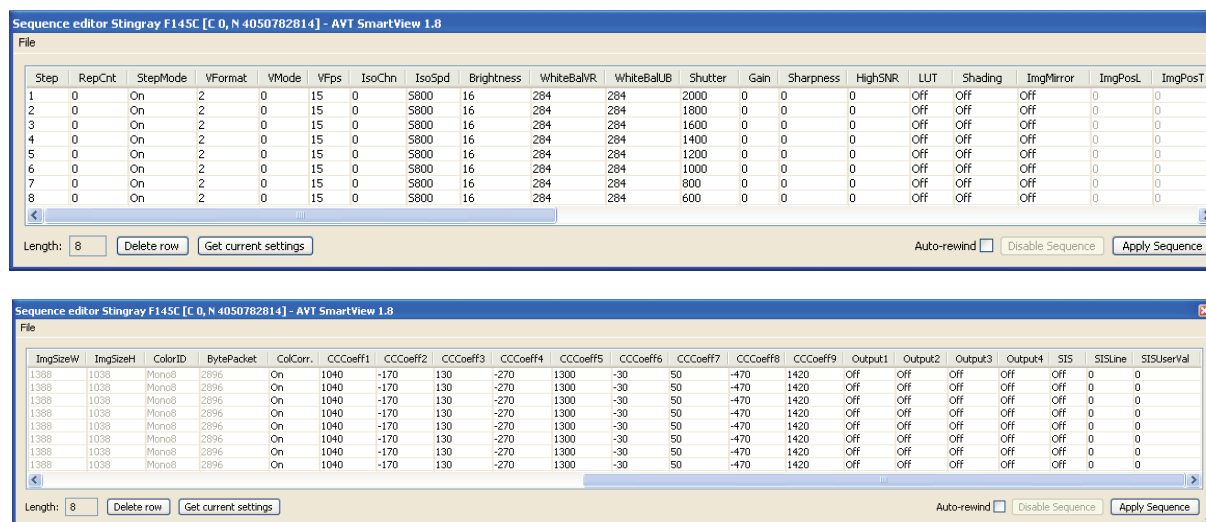 Sequence editor Stingray F145C [C 0, N 4050782814] - AVT SmartView 1.8
File
Step RepCnt StepMode VFormat VMode VFps IsoChn IsoSpd Brightness WhiteBalVR WhiteBalUB Shutter Gain Sharpness HighSNR LUT Shading ImgMirror ImgPosL ImgPosT
1 0 On 2 0 15 0 S800 16 284 284 2000 0 0 0 Off Off Off 0 0
2 0 On 2 0 15 0 S800 16 284 284 1800 0 0 0 Off Off Off 0 0
3 0 On 2 0 15 0 S800 16 284 284 1600 0 0 0 Off Off Off 0 0
4 0 On 2 0 15 0 S800 16 284 284 1400 0 0 0 Off Off Off 0 0
5 0 On 2 0 15 0 S800 16 284 284 1200 0 0 0 Off Off Off 0 0
6 0 On 2 0 15 0 S800 16 284 284 1000 0 0 0 Off Off Off 0 0
7 0 On 2 0 15 0 S800 16 284 284 800 0 0 0 Off Off Off 0 0
8 0 On 2 0 15 0 S800 16 284 284 600 0 0 0 Off Off Off 0 0
Length: 8 Delete row Get current settings Auto-rewind Disable Sequence Apply Sequence
Sequence editor Stingray F145C [C 0, N 4050782814] - AVT SmartView 1.8
File
ImgSizeW ImgSizeH ColorID BytePacket ColCorr. CCCoeff1 CCCoeff2 CCCoeff3 CCCoeff4 CCCoeff5 CCCoeff6 CCCoeff7 CCCoeff8 CCCoeff9 Output1 Output2 Output3 Output4 SIS SISLine SISUserVal
1388 1038 Mono8 2896 On 1040 -170 130 -270 1300 -30 50 -470 1420 Off Off Off Off Off 0 0
1388 1038 Mono8 2896 On 1040 -170 130 -270 1300 -30 50 -470 1420 Off Off Off Off Off 0 0
1388 1038 Mono8 2896 On 1040 -170 130 -270 1300 -30 50 -470 1420 Off Off Off Off Off 0 0
1388 1038 Mono8 2896 On 1040 -170 130 -270 1300 -30 50 -470 1420 Off Off Off Off Off 0 0
1388 1038 Mono8 2896 On 1040 -170 130 -270 1300 -30 50 -470 1420 Off Off Off Off Off 0 0
1388 1038 Mono8 2896 On 1040 -170 130 -270 1300 -30 50 -470 1420 Off Off Off Off Off 0 0
1388 1038 Mono8 2896 On 1040 -170 130 -270 1300 -30 50 -470 1420 Off Off Off Off Off 0 0
1388 1038 Mono8 2896 On 1040 -170 130 -270 1300 -30 50 -470 1420 Off Off Off Off Off 0 0
Length: 8 Delete row Get current settings Auto-rewind Disable Sequence Apply Sequence